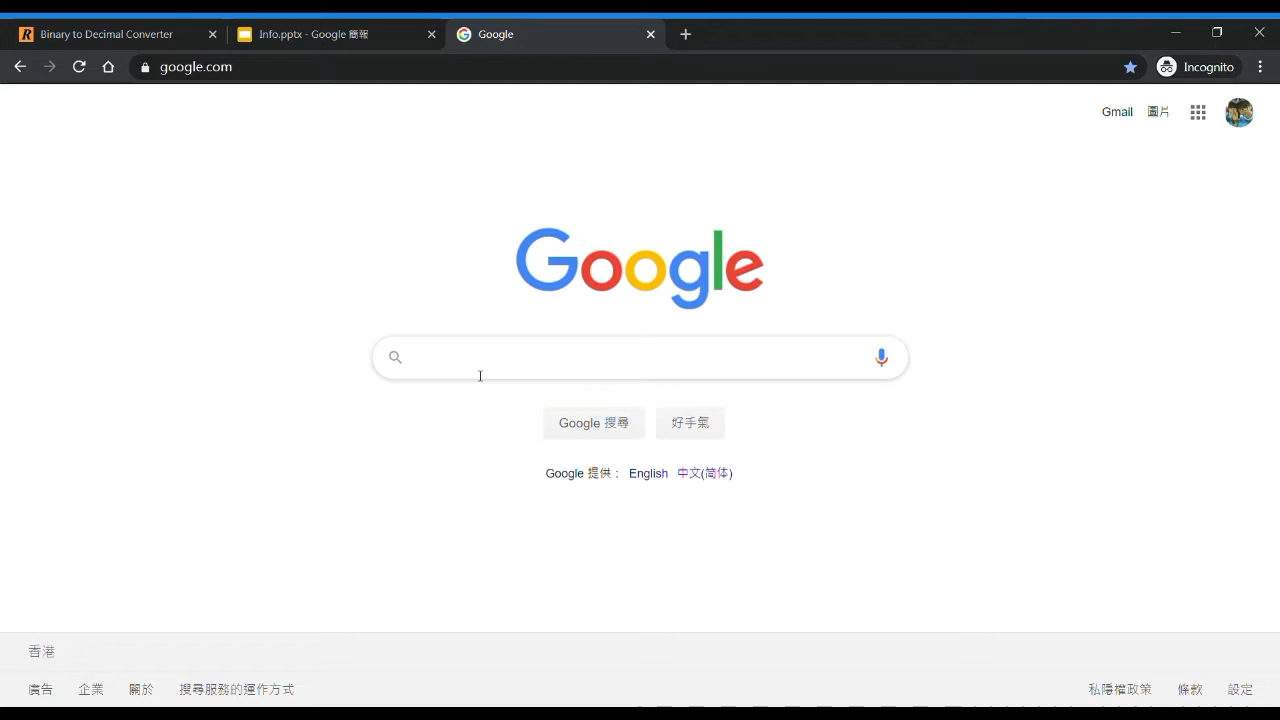 Binary to Decimal Converter
Info.pptx - Google 簡報
Google
google.com
Incognito
Gmail 圖片
Google
Google 搜尋
好手氣
Google 提供： English 中文(简体)
香港
廣告 企業 關於 搜尋服務的運作方式
私隱權政策 條款 設定